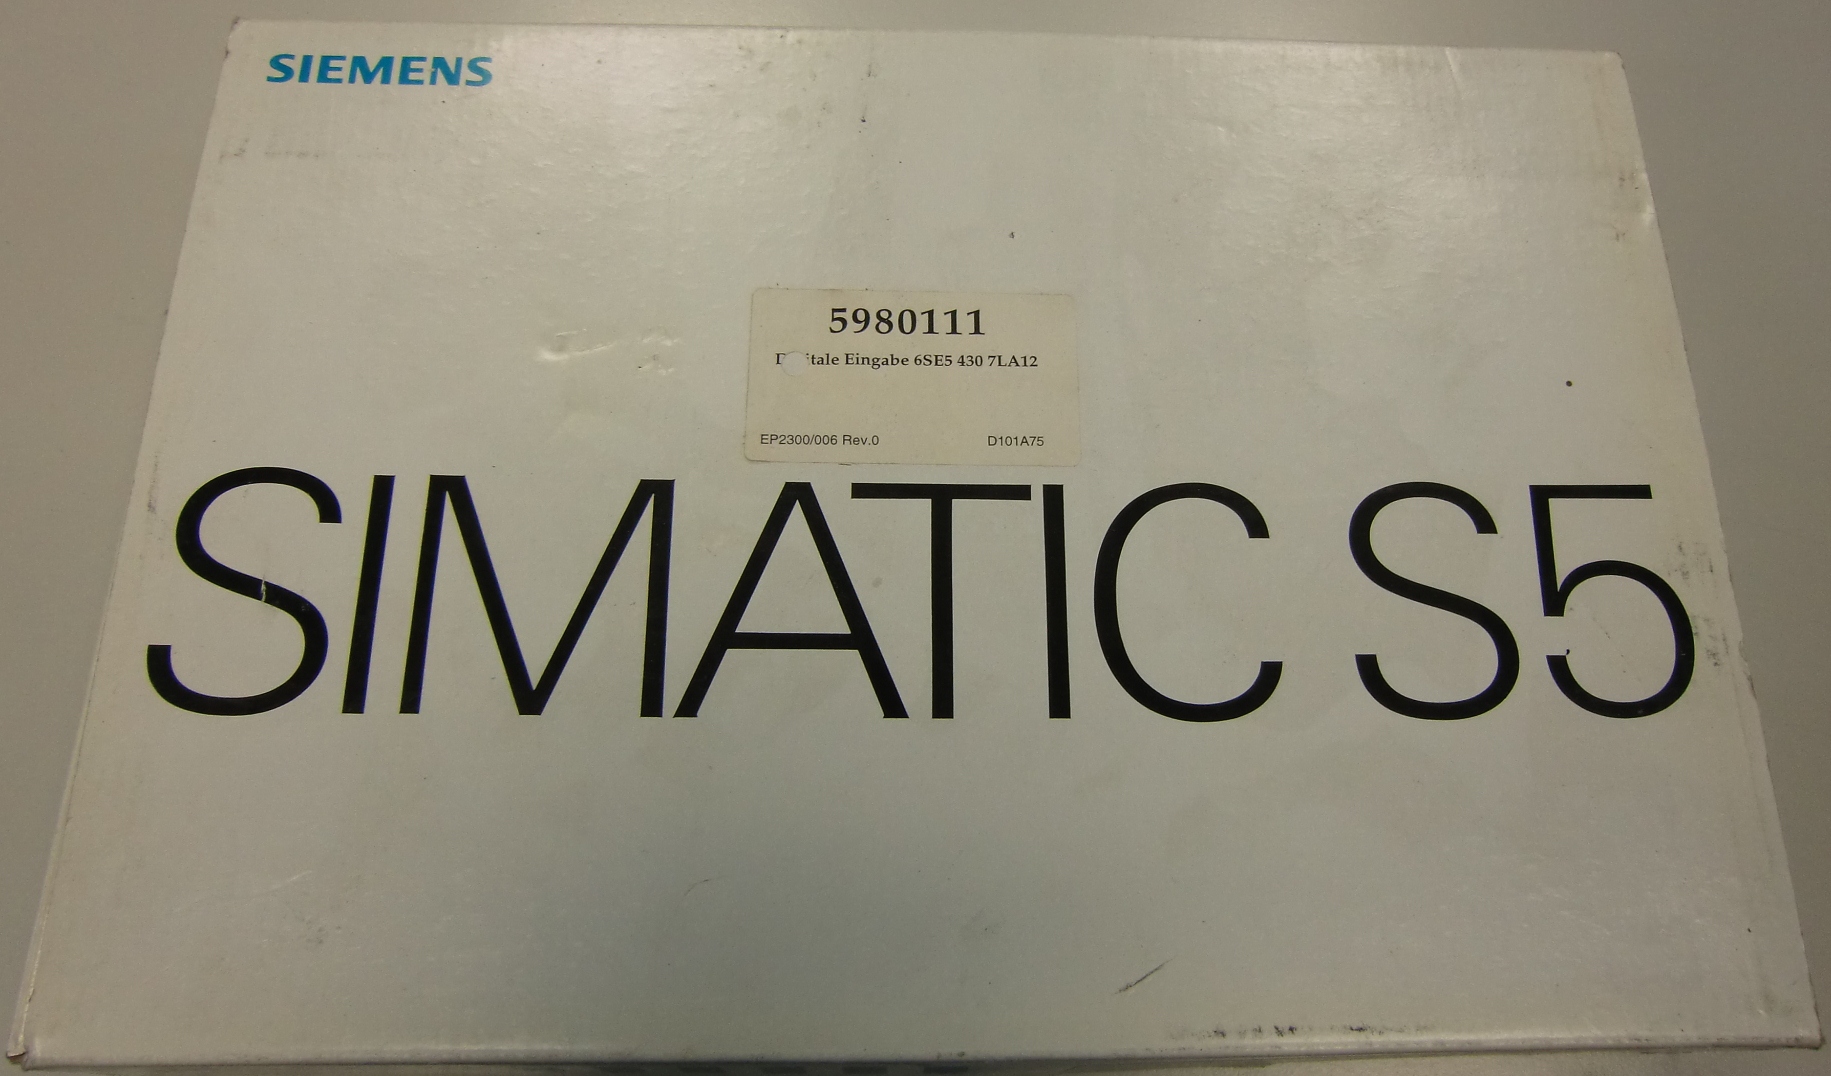 SIEMENS
5980111
Eingabe 6SE5 430 7LA12
EP2300/006 Rev.0 D101A75
SIMATIC S5